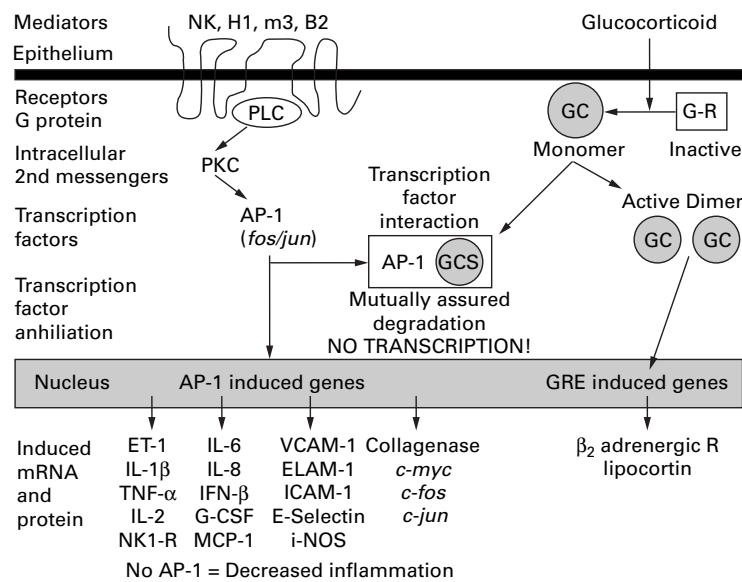 Mediators
NK, H1, m3, B2
Glucocorticoid
Epithelium
Receptors
G protein
PLC
GC
G-R
Monomer
Inactive
Intracellular
2nd messengers
PKC
Transcription
factor
interaction
Active Dimer
Transcription
factors
AP-1
(fos/jun)
GC
GC
AP-1
GCS
Transcription
factor
anhiliation
Mutually assured
degradation
NO TRANSCRIPTION!
Nucleus
AP-1 induced genes
GRE induced genes
Induced
mRNA
and
protein
ET-1
IL-1β
TNF-α
IL-2
NK1-R
IL-6
IL-8
IFN-β
G-CSF
MCP-1
VCAM-1
ELAM-1
ICAM-1
E-Selectin
i-NOS
Collagenase
c-myc
c-fos
c-jun
β₂ adrenergic R
lipocortin
No AP-1 = Decreased inflammation